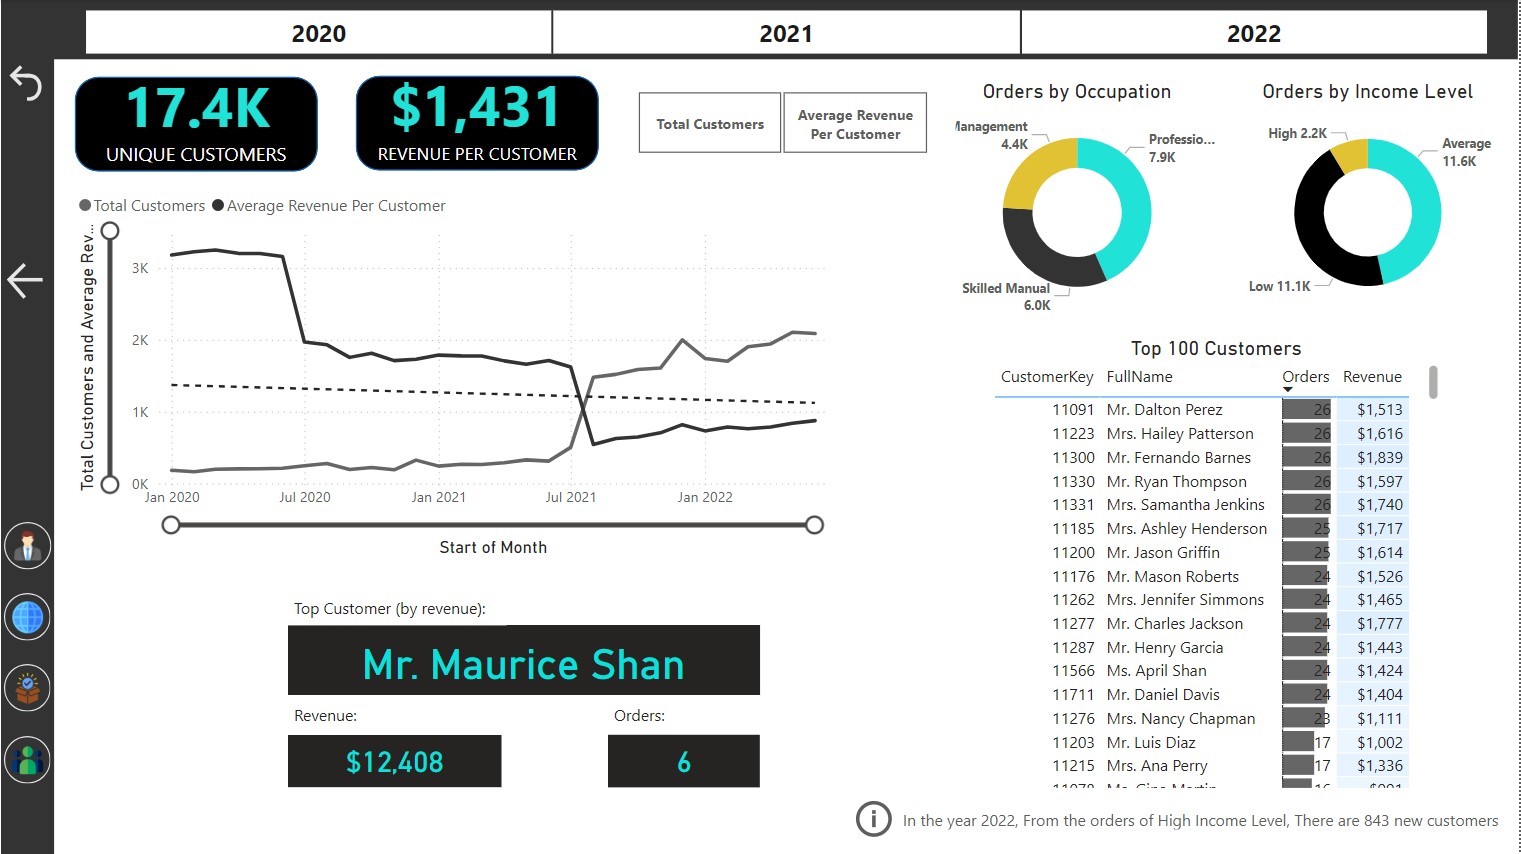 2020
2021
2022
17.4K
UNIQUE CUSTOMERS
$1,431
REVENUE PER CUSTOMER
Total Customers
Average Revenue
Per Customer
Total Customers
Average Revenue Per Customer
Total Customers and Average Rev...
3K
2K
1K
0K
Jan 2020
Jul 2020
Jan 2021
Jul 2021
Jan 2022
Start of Month
Top Customer (by revenue):
Mr. Maurice Shan
Revenue:
Orders:
$12,408
6
Orders by Occupation
Management
4.4K
Professio...
7.9K
Skilled Manual
6.0K
Orders by Income Level
High 2.2K
Average
11.6K
Low 11.1K
Top 100 Customers
CustomerKey FullName Orders Revenue
11091 Mr. Dalton Perez 26 $1,513
11223 Mrs. Hailey Patterson 26 $1,616
11300 Mr. Fernando Barnes 26 $1,839
11330 Mr. Ryan Thompson 26 $1,597
11331 Mrs. Samantha Jenkins 26 $1,740
11185 Mrs. Ashley Henderson 25 $1,717
11200 Mr. Jason Griffin 25 $1,614
11176 Mr. Mason Roberts 24 $1,526
11262 Mrs. Jennifer Simmons 24 $1,465
11277 Mr. Charles Jackson 24 $1,777
11287 Mr. Henry Garcia 24 $1,443
11566 Ms. April Shan 24 $1,424
11711 Mr. Daniel Davis 24 $1,404
11276 Mrs. Nancy Chapman 23 $1,111
11203 Mr. Luis Diaz 17 $1,002
11215 Mrs. Ana Perry 17 $1,336
i
In the year 2022, From the orders of High Income Level, There are 843 new customers